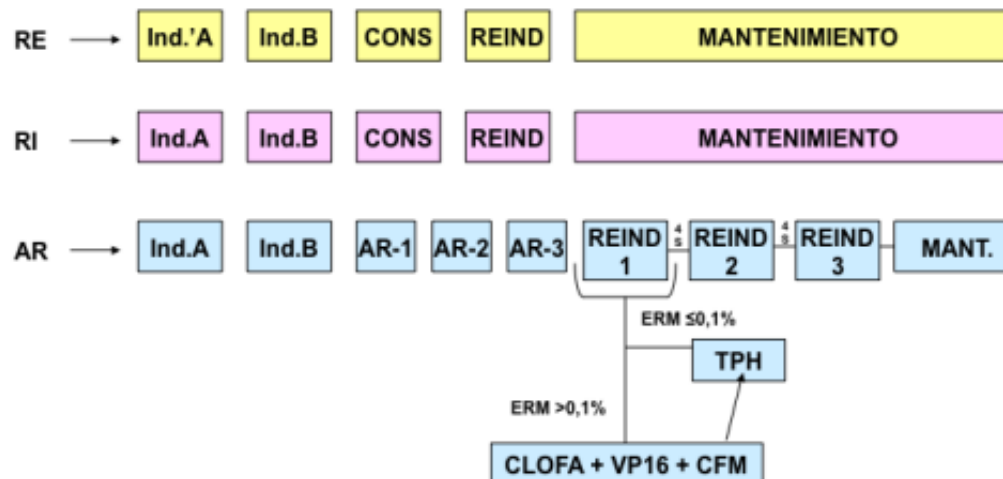 RE Ind.'A Ind.B CONS REIND MANTENIMIENTO
RI Ind.A Ind.B CONS REIND MANTENIMIENTO
AR Ind.A Ind.B AR-1 AR-2 AR-3 REIND 1 4 s REIND 2 4 s REIND 3 MANT.
ERM ≤0,1%
TPH
ERM >0,1%
CLOFA + VP16 + CFM